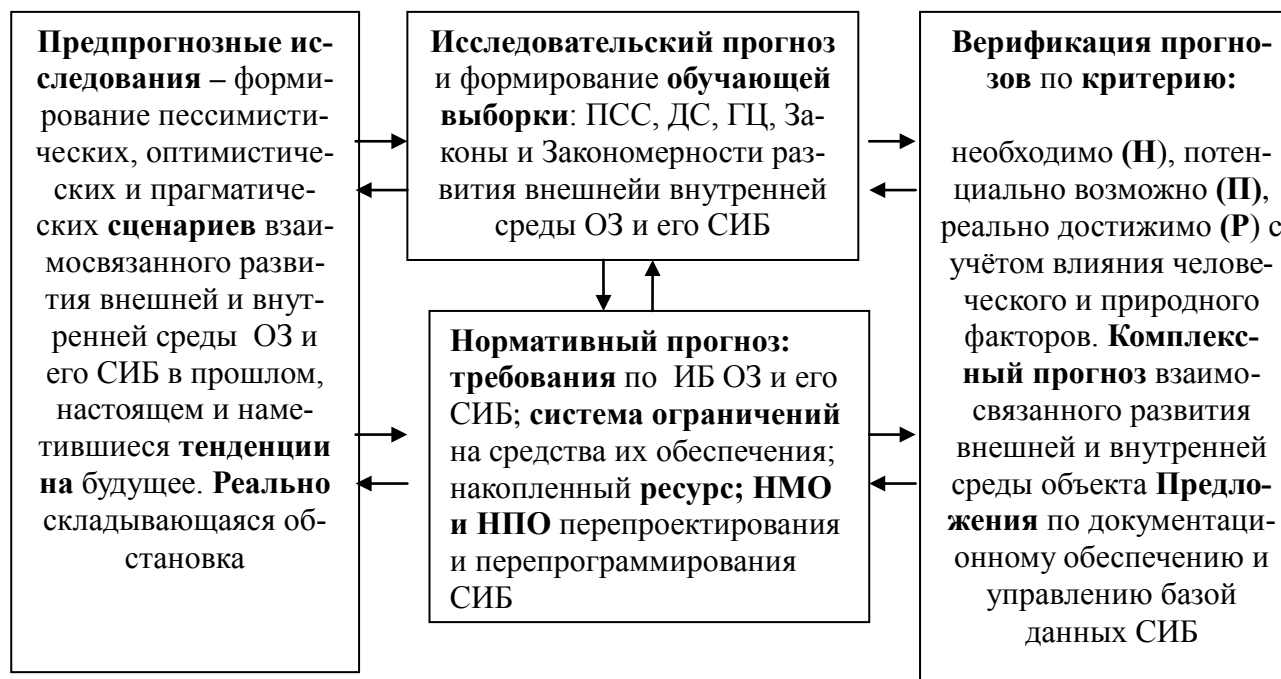 Предпрогнозные ис-
следования – форми-
рование пессимисти-
ческих, оптимистиче-
ских и прагматиче-
ских сценариев взаи-
мосвязанного разви-
тия внешней и внут-
ренней среды ОЗ и
его СИБ в прошлом,
настоящем и наме-
тившиеся тенденции
на будущее. Реально
складывающаяся об-
становка
Исследовательский прогноз
и формирование обучающей
выборки: ПСС, ДС, ГЦ, За-
коны и Закономерности раз-
вития внешнейи внутренней
среды ОЗ и его СИБ
Нормативный прогноз:
требования по ИБ ОЗ и его
СИБ; система ограничений
на средства их обеспечения;
накопленный ресурс; НМО
и НПО перепроектирования
и перепрограммирования
СИБ
Верификация прогно-
зов по критерию:
необходимо (Н), потен-
циально возможно (П),
реально достижимо (Р) с
учётом влияния челове-
ческого и природного
факторов. Комплекс-
ный прогноз взаимо-
связанного развития
внешней и внутренней
среды объекта Предло-
жения по документаци-
онному обеспечению и
управлению базой
данных СИБ